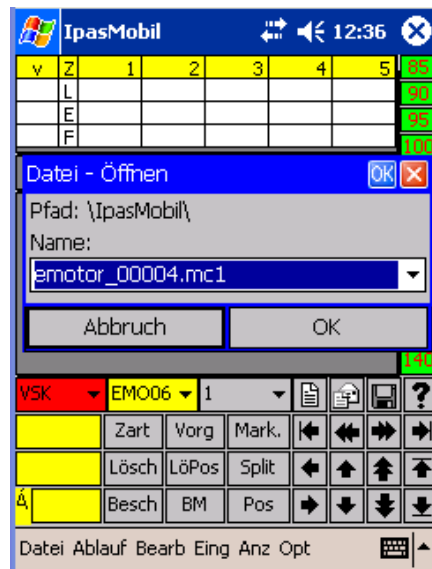 IpasMobil 12:36
v Z 1 2 3 4 5 85
L 90
E 95
F 100
Datei - Öffnen OK
Pfad: \IpasMobil\
Name:
emotor_00004.mc1
Abbruch OK
140
VSK EMO06 1 ?
Zart Vorg Mark.
Lösch LöPos Split
Á Besch BM Pos
Datei Ablauf Bearb Eing Anz Opt